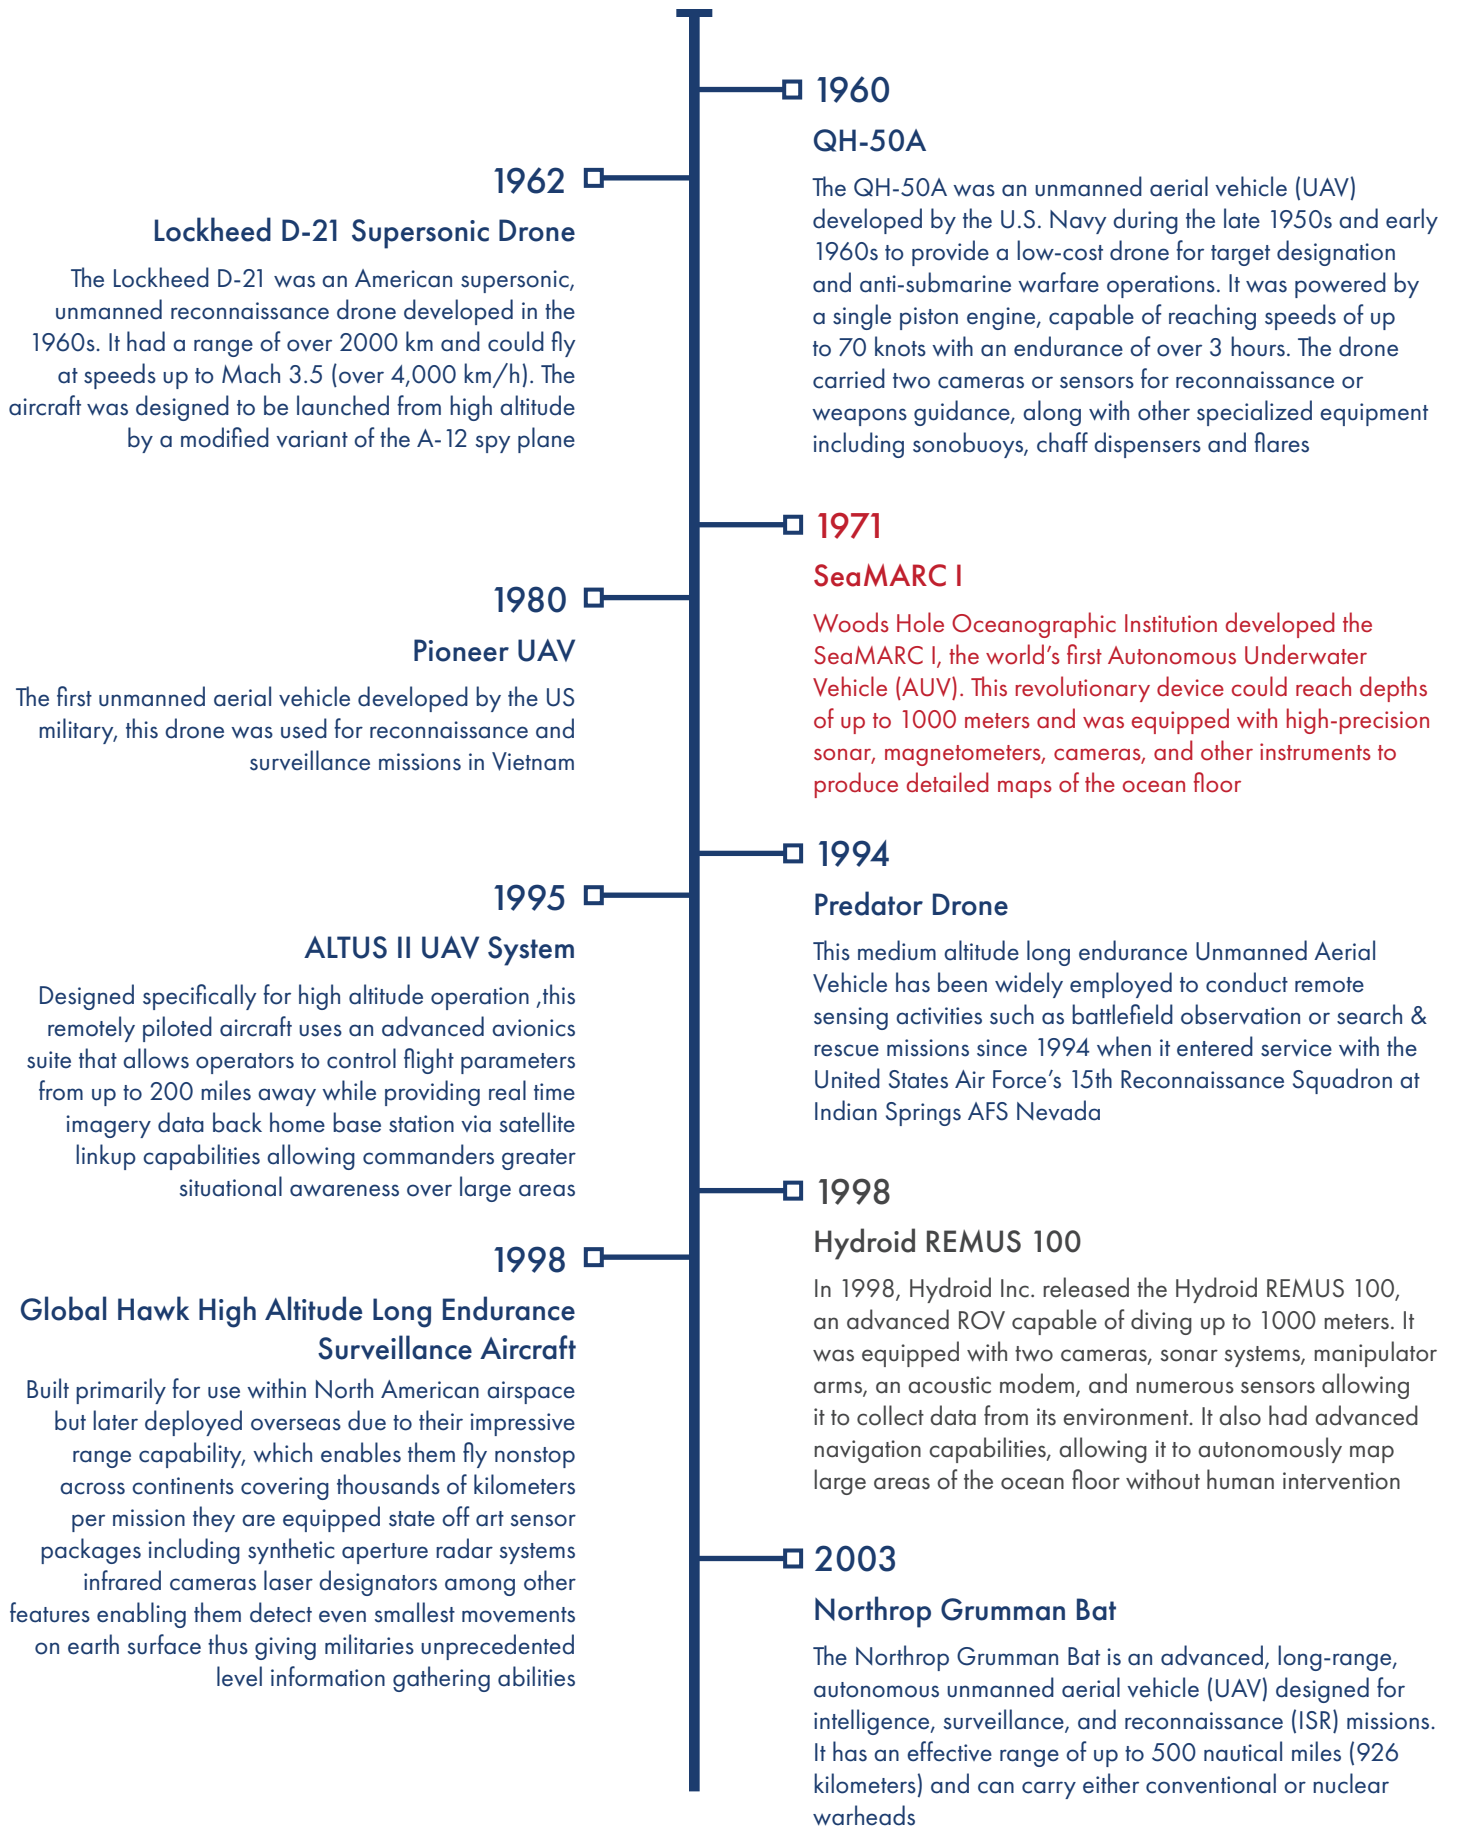 1960
QH-50A
The QH-50A was an unmanned aerial vehicle (UAV)
developed by the U.S. Navy during the late 1950s and early
1960s to provide a low-cost drone for target designation
and anti-submarine warfare operations. It was powered by
a single piston engine, capable of reaching speeds of up
to 70 knots with an endurance of over 3 hours. The drone
carried two cameras or sensors for reconnaissance or
weapons guidance, along with other specialized equipment
including sonobuoys, chaff dispensers and flares
1962
Lockheed D-21 Supersonic Drone
The Lockheed D-21 was an American supersonic,
unmanned reconnaissance drone developed in the
1960s. It had a range of over 2000 km and could fly
at speeds up to Mach 3.5 (over 4,000 km/h). The
aircraft was designed to be launched from high altitude
by a modified variant of the A-12 spy plane
1971
SeaMARC I
Woods Hole Oceanographic Institution developed the
SeaMARC I, the world's first Autonomous Underwater
Vehicle (AUV). This revolutionary device could reach depths
of up to 1000 meters and was equipped with high-precision
sonar, magnetometers, cameras, and other instruments to
produce detailed maps of the ocean floor
1980
Pioneer UAV
The first unmanned aerial vehicle developed by the US
military, this drone was used for reconnaissance and
surveillance missions in Vietnam
1994
Predator Drone
This medium altitude long endurance Unmanned Aerial
Vehicle has been widely employed to conduct remote
sensing activities such as battlefield observation or search &
rescue missions since 1994 when it entered service with the
United States Air Force's 15th Reconnaissance Squadron at
Indian Springs AFS Nevada
1995
ALTUS II UAV System
Designed specifically for high altitude operation ,this
remotely piloted aircraft uses an advanced avionics
suite that allows operators to control flight parameters
from up to 200 miles away while providing real time
imagery data back home base station via satellite
linkup capabilities allowing commanders greater
situational awareness over large areas
1998
Hydroid REMUS 100
In 1998, Hydroid Inc. released the Hydroid REMUS 100,
an advanced ROV capable of diving up to 1000 meters. It
was equipped with two cameras, sonar systems, manipulator
arms, an acoustic modem, and numerous sensors allowing
it to collect data from its environment. It also had advanced
navigation capabilities, allowing it to autonomously map
large areas of the ocean floor without human intervention
1998
Global Hawk High Altitude Long Endurance
Surveillance Aircraft
Built primarily for use within North American airspace
but later deployed overseas due to their impressive
range capability, which enables them fly nonstop
across continents covering thousands of kilometers
per mission they are equipped state off art sensor
packages including synthetic aperture radar systems
infrared cameras laser designators among other
features enabling them detect even smallest movements
on earth surface thus giving militaries unprecedented
level information gathering abilities
2003
Northrop Grumman Bat
The Northrop Grumman Bat is an advanced, long-range,
autonomous unmanned aerial vehicle (UAV) designed for
intelligence, surveillance, and reconnaissance (ISR) missions.
It has an effective range of up to 500 nautical miles (926
kilometers) and can carry either conventional or nuclear
warheads